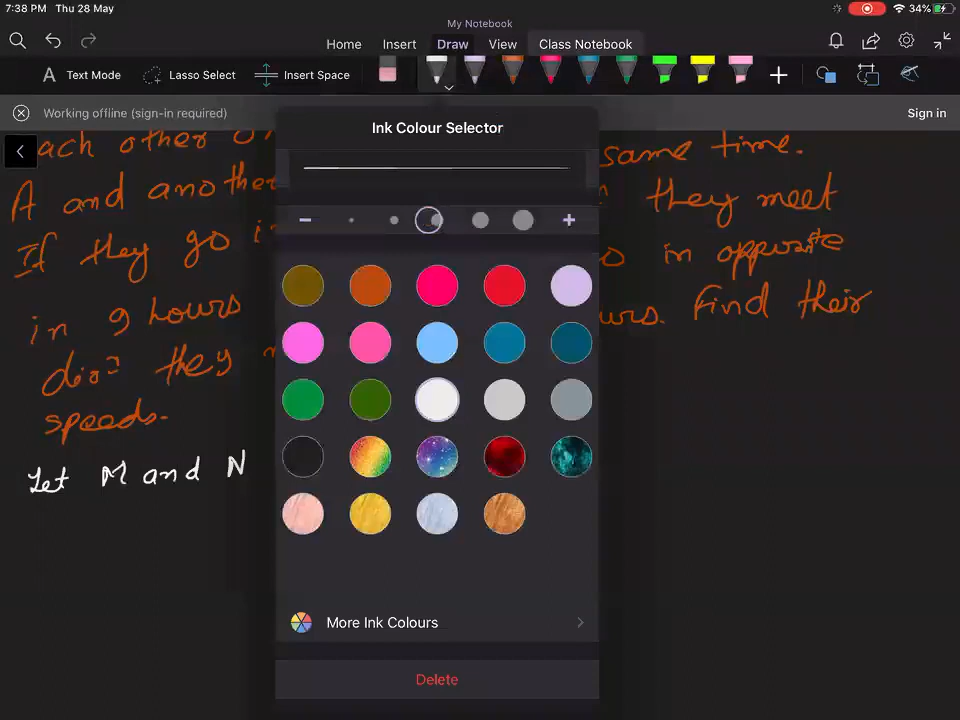 7:38 PM Thu 28 May
34%
My Notebook
Home Insert Draw View Class Notebook
Text Mode Lasso Select Insert Space
Working offline (sign-in required) Sign in
Ink Colour Selector
ach other same time.
A and another they meet
If they go in in opposite
in 9 hours urs. Find their
they
speeds.
Let M and N
More Ink Colours
Delete